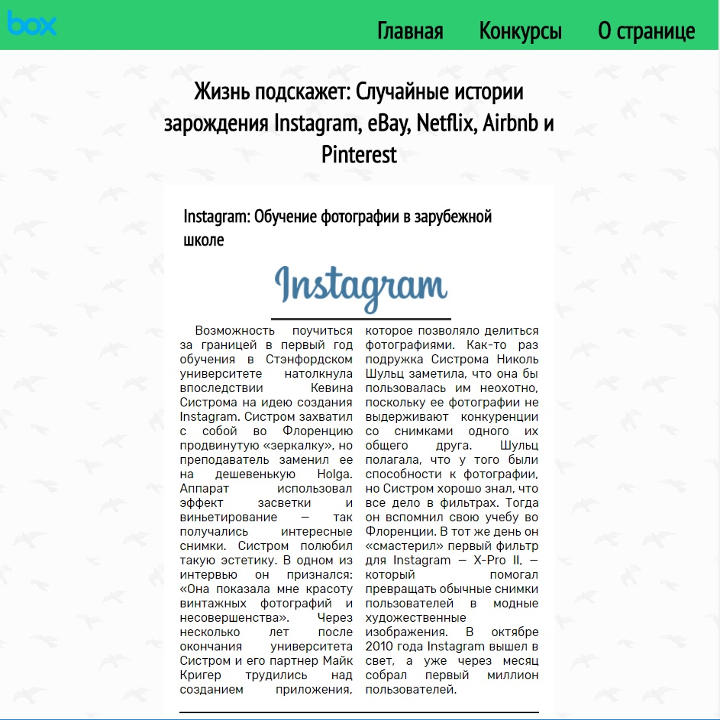 box
Главная Конкурсы О странице
Жизнь подскажет: Случайные истории
зарождения Instagram, eBay, Netflix, Airbnb и
Pinterest
Instagram: Обучение фотографии в зарубежной
школе
Instagram
Возможность поучиться
за границей в первый год
обучения в Стэнфордском
университете натолкнула
впоследствии Кевина
Систрома на идею создания
Instagram. Систром захватил
с собой во Флоренцию
продвинутую «зеркалку», но
преподаватель заменил ее
на дешевенькую Holga.
Аппарат использовал
эффект засветки и
виньетирование — так
получались интересные
снимки. Систром полюбил
такую эстетику. В одном из
интервью он признался:
«Она показала мне красоту
винтажных фотографий и
несовершенства». Через
несколько лет после
окончания университета
Систром и его партнер Майк
Кригер трудились над
созданием приложения,
которое позволяло делиться
фотографиями. Как-то раз
подружка Систрома Николь
Шульц заметила, что она бы
пользовалась им неохотно,
поскольку ее фотографии не
выдерживают конкуренции
со снимками одного их
общего друга. Шульц
полагала, что у того были
способности к фотографии,
но Систром хорошо знал, что
все дело в фильтрах. Тогда
он вспомнил свою учебу во
Флоренции. В тот же день он
«смастерил» первый фильтр
для Instagram — X-Pro II, —
который помогал
превращать обычные снимки
пользователей в модные
художественные
изображения. В октябре
2010 года Instagram вышел в
свет, а уже через месяц
собрал первый миллион
пользователей.